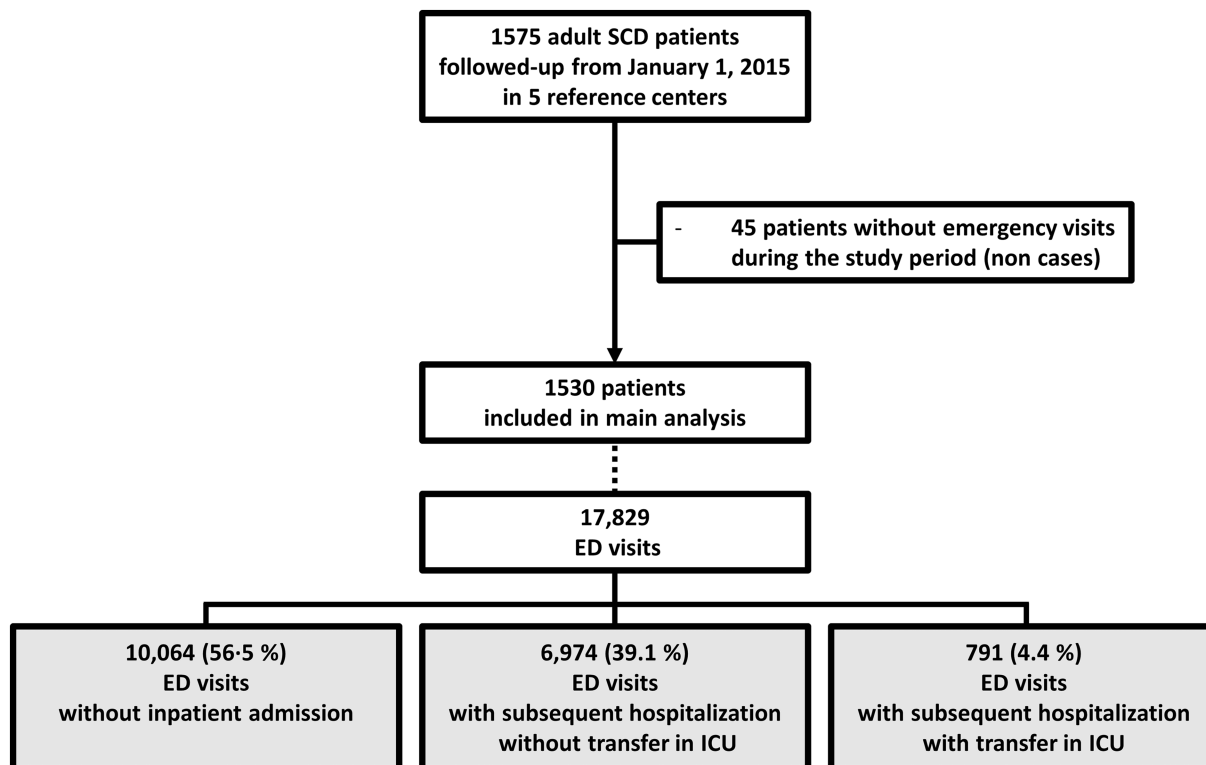 1575 adult SCD patients
followed-up from January 1, 2015
in 5 reference centers
- 45 patients without emergency visits
during the study period (non cases)
1530 patients
included in main analysis
17,829
ED visits
10,064 (56·5 %)
ED visits
without inpatient admission
6,974 (39.1 %)
ED visits
with subsequent hospitalization
without transfer in ICU
791 (4.4 %)
ED visits
with subsequent hospitalization
with transfer in ICU